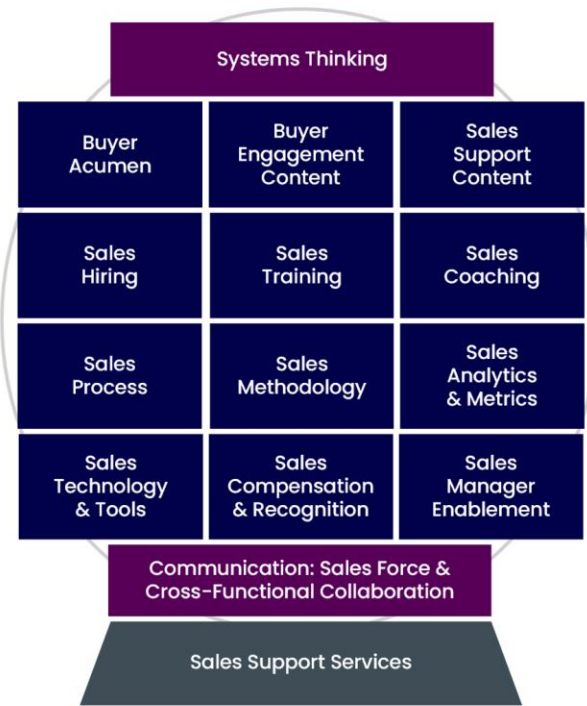 Systems Thinking
Buyer
Acumen
Buyer
Engagement
Content
Sales
Support
Content
Sales
Hiring
Sales
Training
Sales
Coaching
Sales
Process
Sales
Methodology
Sales
Analytics
& Metrics
Sales
Technology
& Tools
Sales
Compensation
& Recognition
Sales
Manager
Enablement
Communication: Sales Force &
Cross-Functional Collaboration
Sales Support Services